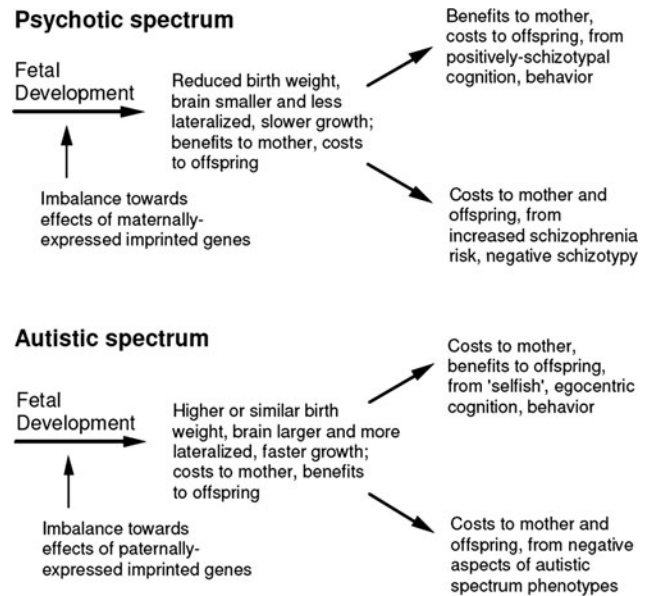 Psychotic spectrum
Fetal
Development
Imbalance towards
effects of maternally-
expressed imprinted genes
Reduced birth weight,
brain smaller and less
lateralized, slower growth;
benefits to mother, costs
to offspring
Benefits to mother,
costs to offspring, from
positively-schizotypal
cognition, behavior
Costs to mother and
offspring, from
increased schizophrenia
risk, negative schizotypy
Autistic spectrum
Fetal
Development
Imbalance towards
effects of paternally-
expressed imprinted genes
Higher or similar birth
weight, brain larger and more
lateralized, faster growth;
costs to mother, benefits
to offspring
Costs to mother,
benefits to offspring,
from 'selfish', egocentric
cognition, behavior
Costs to mother and
offspring, from negative
aspects of autistic
spectrum phenotypes